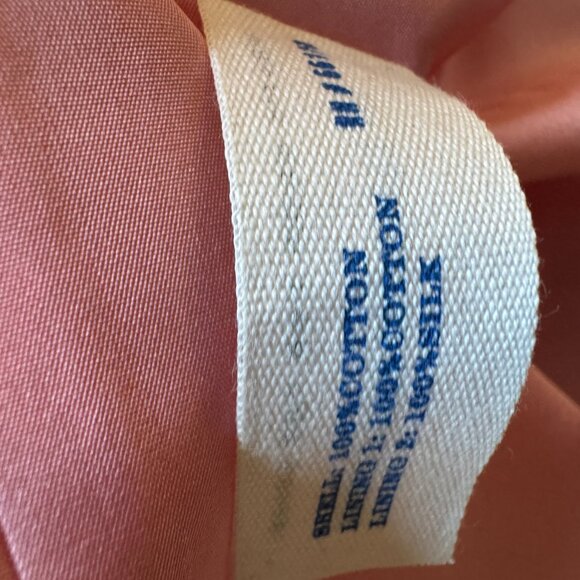 SHELL: 100%COTTON
LINING 1: 100%COTTON
LINING 2: 100%SILK